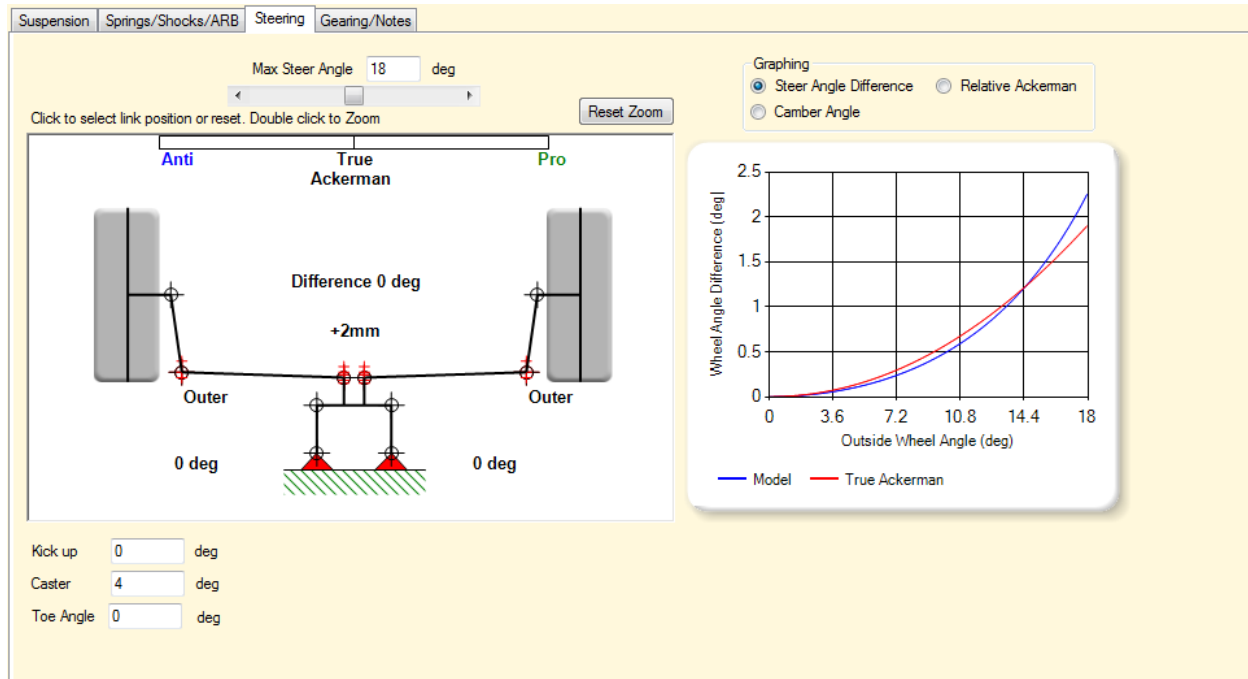 Suspension Springs/Shocks/ARB Steering Gearing/Notes
Max Steer Angle 18 deg
Click to select link position or reset. Double click to Zoom
Reset Zoom
Anti True Pro
Ackerman
Difference 0 deg
+2mm
Outer Outer
0 deg 0 deg
Kick up 0 deg
Caster 4 deg
Toe Angle 0 deg
Graphing
Steer Angle Difference Relative Ackerman
Camber Angle
Wheel Angle Difference (deg)
2.5
2
1.5
1
0.5
0
0 3.6 7.2 10.8 14.4 18
Outside Wheel Angle (deg)
Model True Ackerman